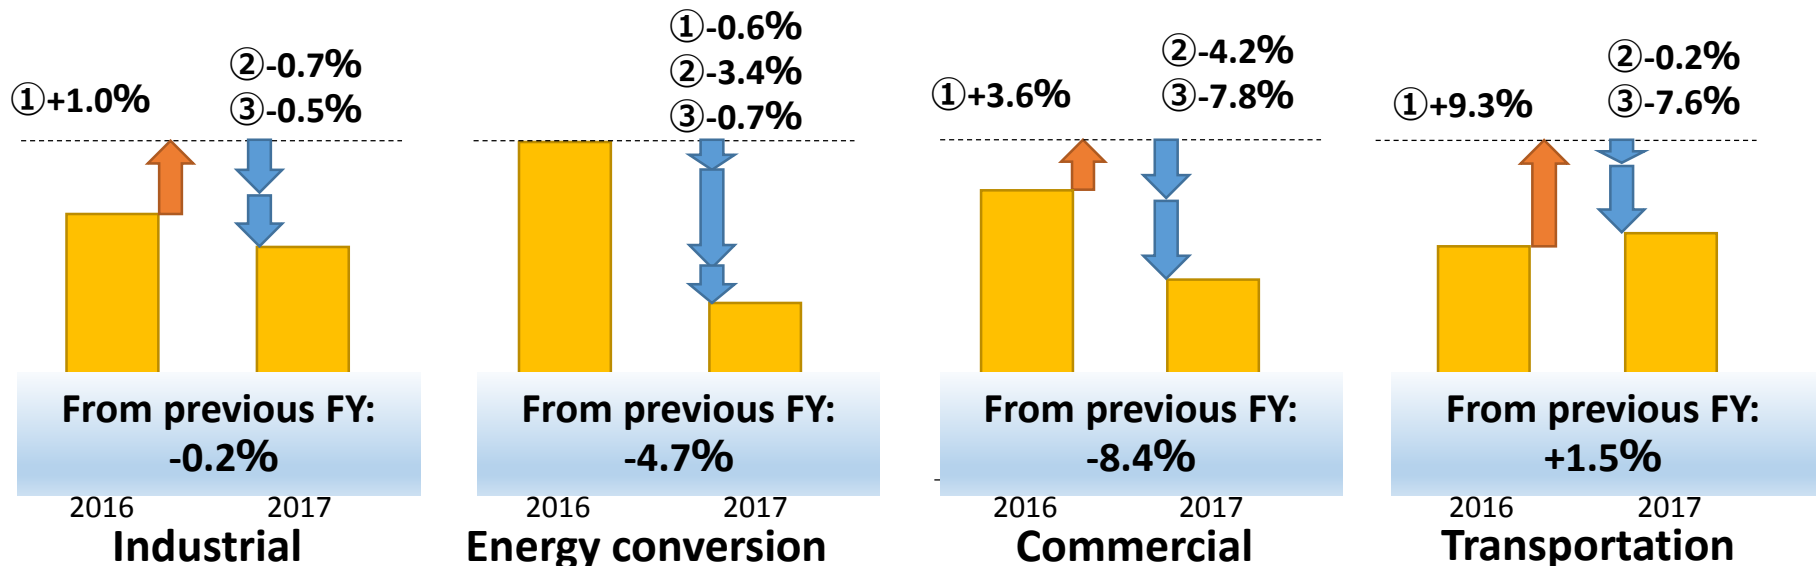 ①+1.0%
②-0.7%
③-0.5%
From previous FY:
-0.2%
2016 2017
Industrial
①-0.6%
②-3.4%
③-0.7%
From previous FY:
-4.7%
2016 2017
Energy conversion
①+3.6%
②-4.2%
③-7.8%
From previous FY:
-8.4%
2016 2017
Commercial
①+9.3%
②-0.2%
③-7.6%
From previous FY:
+1.5%
2016 2017
Transportation